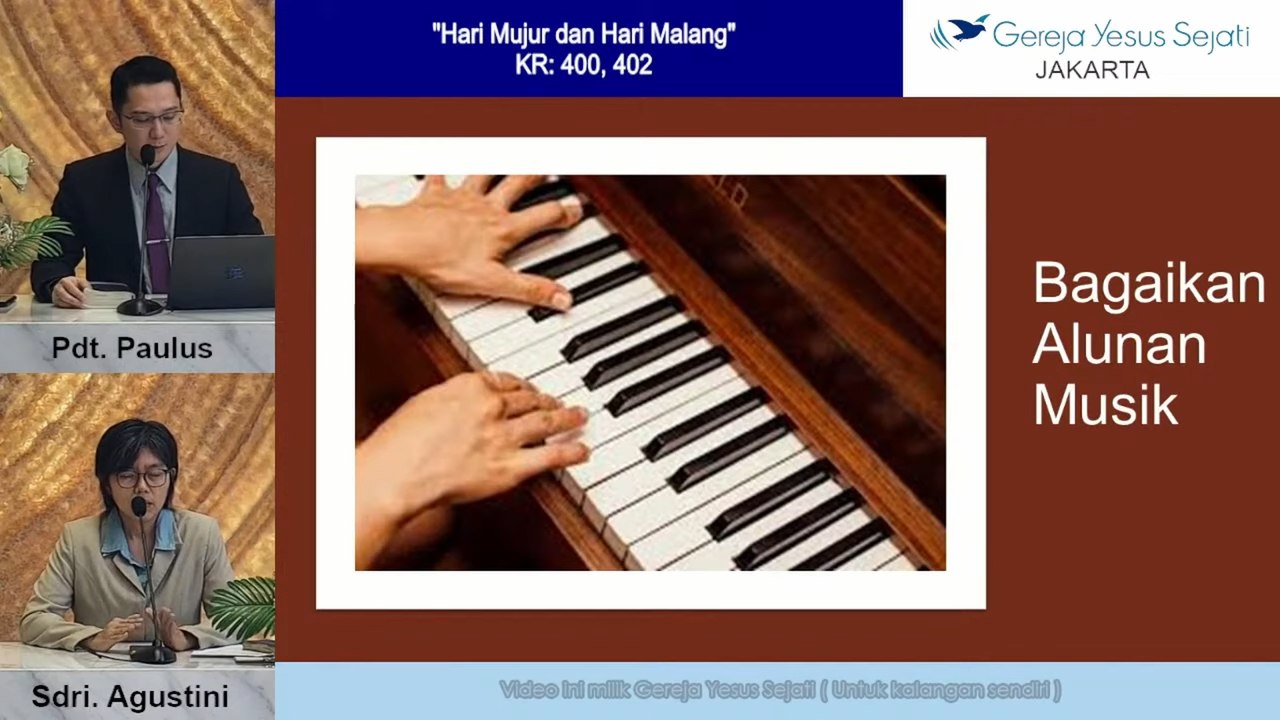 "Hari Mujur dan Hari Malang"
KR: 400, 402
Gereja Yesus Sejati
JAKARTA
Bagaikan
Alunan
Musik
Pdt. Paulus
Sdri. Agustini
Video ini milik Gereja Yesus Sejati ( Untuk kalangan sendiri )